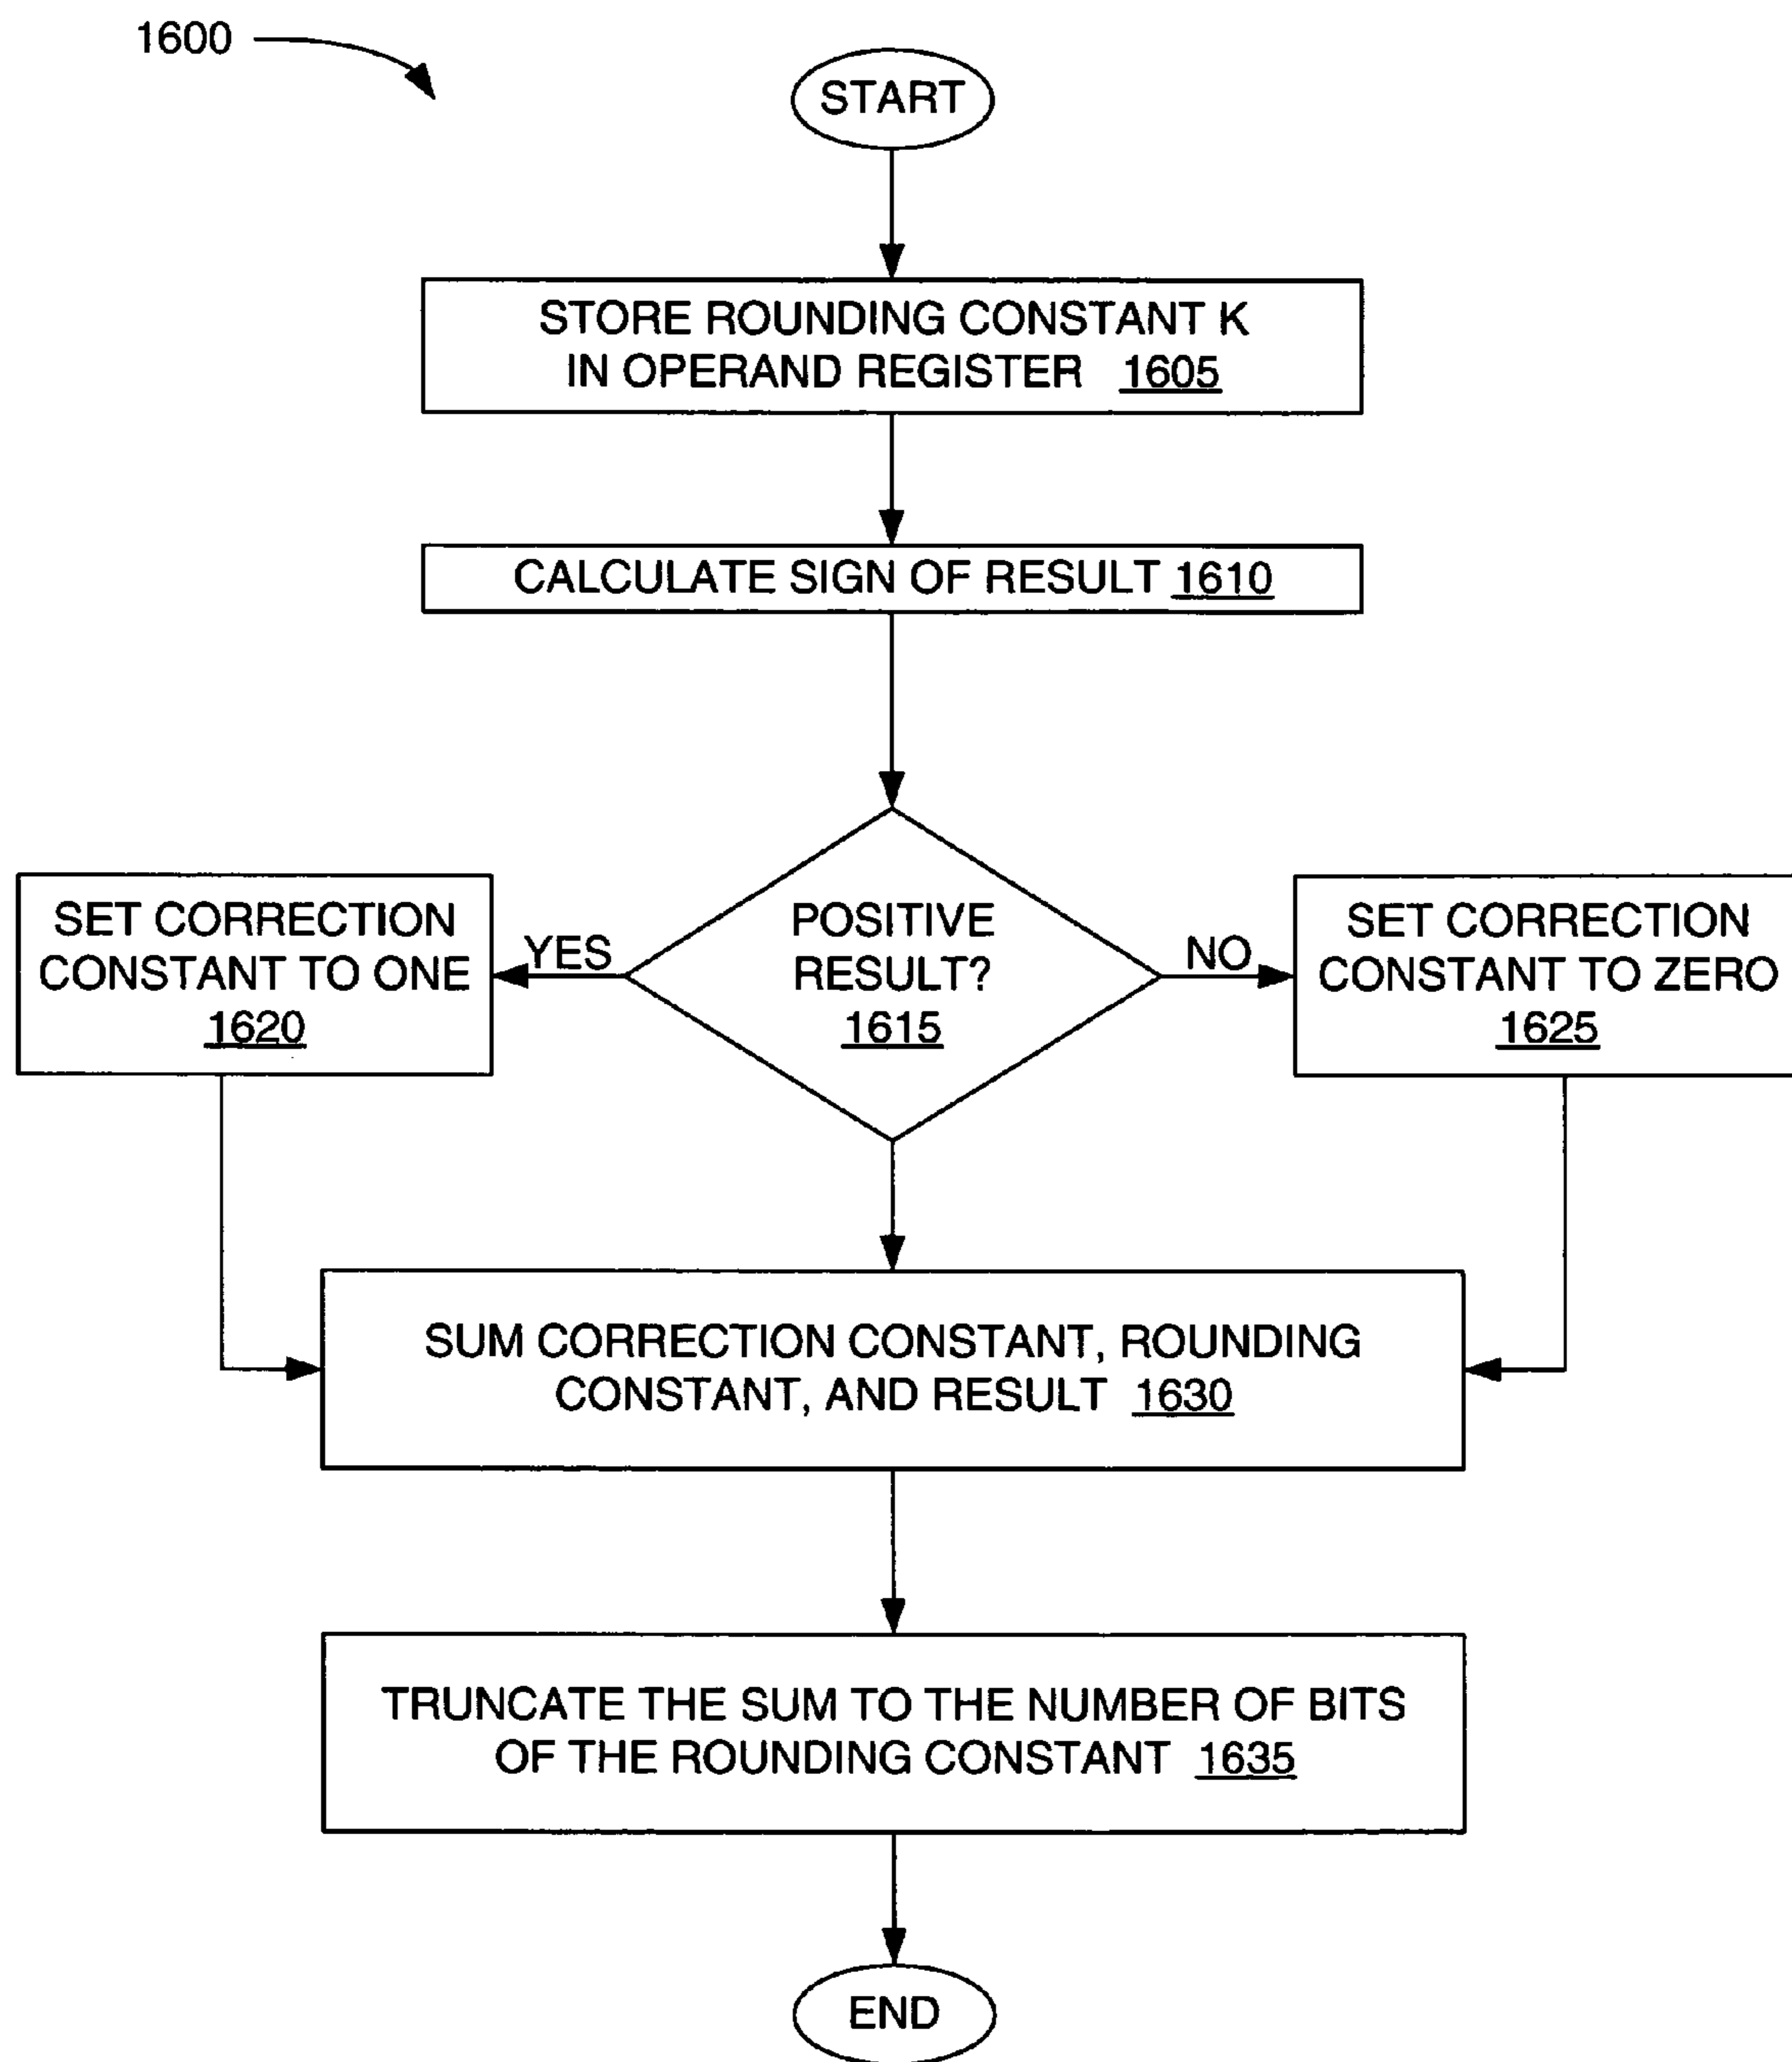 1600
START
STORE ROUNDING CONSTANT K
IN OPERAND REGISTER 1605
CALCULATE SIGN OF RESULT 1610
POSITIVE
RESULT?
1615
YES
SET CORRECTION
CONSTANT TO ONE
1620
NO
SET CORRECTION
CONSTANT TO ZERO
1625
SUM CORRECTION CONSTANT, ROUNDING
CONSTANT, AND RESULT 1630
TRUNCATE THE SUM TO THE NUMBER OF BITS
OF THE ROUNDING CONSTANT 1635
END